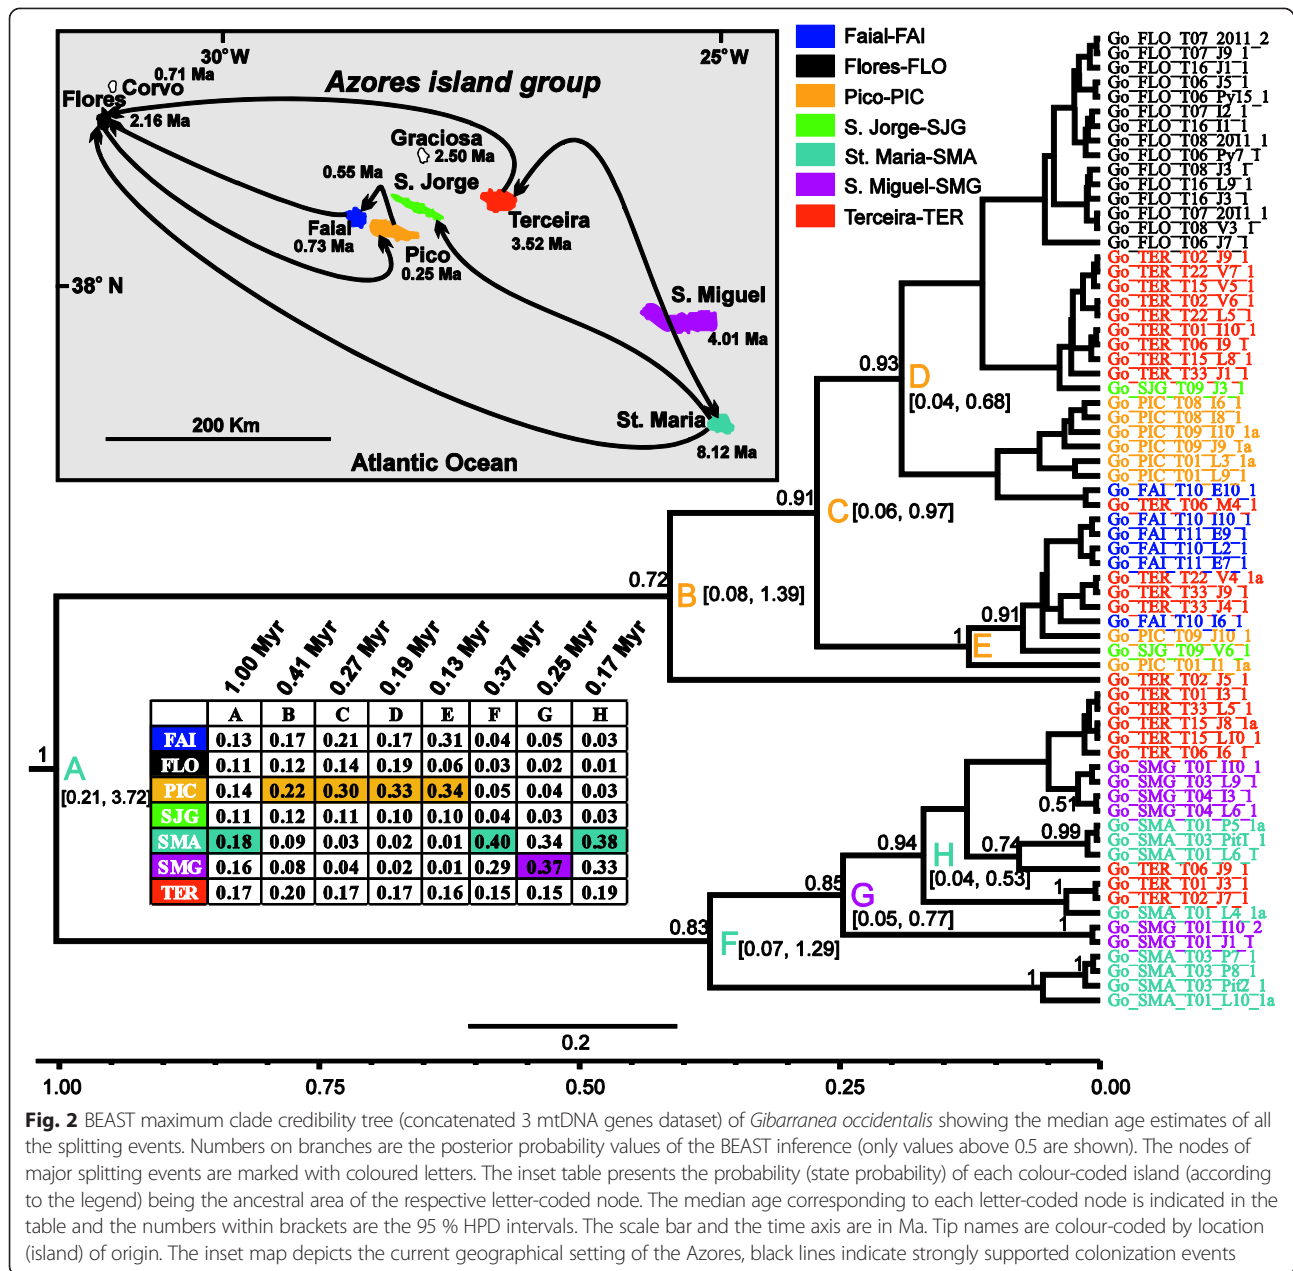 30°W
25°W
Azores island group
0.71 Ma
Corvo
Flores
2.16 Ma
Graciosa
2.50 Ma
0.55 Ma
S. Jorge
Faial
0.73 Ma
Terceira
3.52 Ma
Pico
0.25 Ma
38° N
S. Miguel
4.01 Ma
200 Km
St. Maria
8.12 Ma
Atlantic Ocean
Faial-FAI
Flores-FLO
Pico-PIC
S. Jorge-SJG
St. Maria-SMA
S. Miguel-SMG
Terceira-TER
Go_FLO_T07_2011_2
Go_FLO_T07_J9_1
Go_FLO_T16_J1_1
Go_FLO_T06_J5_1
Go_FLO_T06_Py15_1
Go_FLO_T07_I2_1
Go_FLO_T16_I1_1
Go_FLO_T08_2011_1
Go_FLO_T06_Py7_1
Go_FLO_T08_J3_1
Go_FLO_T16_L9_1
Go_FLO_T16_J3_1
Go_FLO_T07_2011_1
Go_FLO_T08_V3_1
Go_FLO_T06_J7_1
Go_TER_T02_J9_1
Go_TER_T22_V7_1
Go_TER_T15_V5_1
Go_TER_T02_V6_1
Go_TER_T22_L5_1
Go_TER_T01_I10_1
Go_TER_T06_I9_1
Go_TER_T15_L8_1
Go_TER_T33_J1_1
Go_SJG_T09_J3_1
Go_PIC_T08_I6_1
Go_PIC_T08_I8_1
Go_PIC_T09_I10_1a
Go_PIC_T09_J9_1a
Go_PIC_T01_L3_1a
Go_PIC_T01_L9_1
Go_FAI_T10_E10_1
Go_TER_T06_M4_1
Go_FAI_T10_I10_1
Go_FAI_T11_E9_1
Go_FAI_T10_L2_1
Go_FAI_T11_E7_1
Go_TER_T22_V4_1a
Go_TER_T33_J9_1
Go_TER_T33_J4_1
Go_FAI_T10_I6_1
Go_PIC_T09_J10_1
Go_SJG_T09_V6_1
Go_PIC_T01_I1_1a
Go_TER_T02_J5_1
Go_TER_T01_I3_1
Go_TER_T33_L5_1
Go_TER_T15_J8_1a
Go_TER_T15_L10_1
Go_TER_T06_I6_1
Go_SMG_T01_I10_1
Go_SMG_T03_L9_1
Go_SMG_T04_I3_1
Go_SMG_T04_L6_1
Go_SMA_T01_P5_1a
Go_SMA_T03_Pit1_1
Go_SMA_T01_L6_1
Go_TER_T06_J9_1
Go_TER_T01_J3_1
Go_TER_T02_J7_1
Go_SMA_T01_L4_1a
Go_SMG_T01_I10_2
Go_SMG_T01_J1_1
Go_SMA_T03_P7_1
Go_SMA_T03_P8_1
Go_SMA_T03_Pit2_1
Go_SMA_T01_L10_1a
0.93
D
[0.04, 0.68]
0.91
C [0.06, 0.97]
0.72
B [0.08, 1.39]
0.91
1
E
1
A
[0.21, 3.72]
0.51
0.99
0.74
0.94
H
[0.04, 0.53]
0.85
G
[0.05, 0.77]
1
1
0.83
F [0.07, 1.29]
1
1
1.00 Myr 0.41 Myr 0.27 Myr 0.19 Myr 0.13 Myr 0.37 Myr 0.25 Myr 0.17 Myr
A B C D E F G H
FAI 0.13 0.17 0.21 0.17 0.31 0.04 0.05 0.03
FLO 0.11 0.12 0.14 0.19 0.06 0.03 0.02 0.01
PIC 0.14 0.22 0.30 0.33 0.34 0.05 0.04 0.03
SJG 0.11 0.12 0.11 0.10 0.10 0.04 0.03 0.03
SMA 0.18 0.09 0.03 0.02 0.01 0.40 0.34 0.38
SMG 0.16 0.08 0.04 0.02 0.01 0.29 0.37 0.33
TER 0.17 0.20 0.17 0.17 0.16 0.15 0.15 0.19
0.2
1.00 0.75 0.50 0.25 0.00
Fig. 2 BEAST maximum clade credibility tree (concatenated 3 mtDNA genes dataset) of Gibarranea occidentalis showing the median age estimates of all
the splitting events. Numbers on branches are the posterior probability values of the BEAST inference (only values above 0.5 are shown). The nodes of
major splitting events are marked with coloured letters. The inset table presents the probability (state probability) of each colour-coded island (according
to the legend) being the ancestral area of the respective letter-coded node. The median age corresponding to each letter-coded node is indicated in the
table and the numbers within brackets are the 95 % HPD intervals. The scale bar and the time axis are in Ma. Tip names are colour-coded by location
(island) of origin. The inset map depicts the current geographical setting of the Azores, black lines indicate strongly supported colonization events